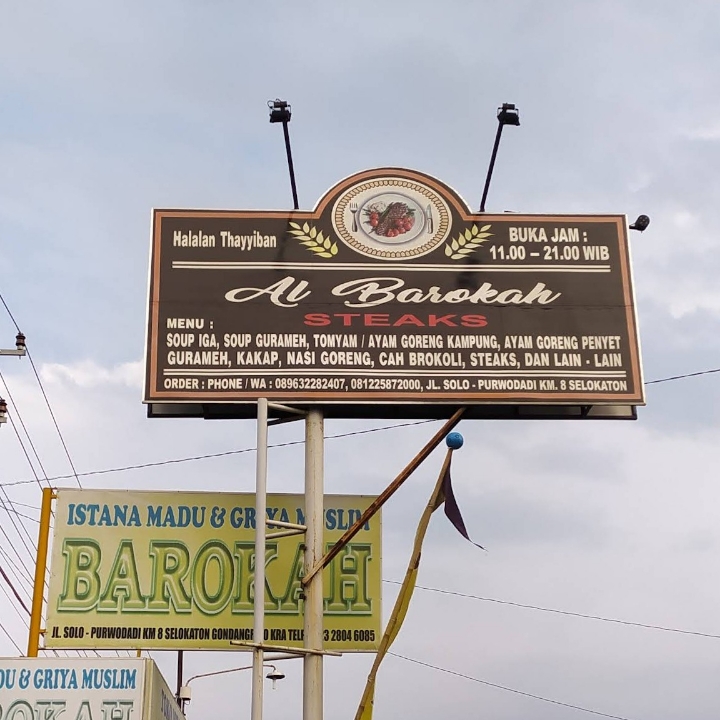 Halalan Thayyiban
BUKA JAM :
11.00 – 21.00 WIB
Al Barokah
STEAKS
MENU :
SOUP IGA, SOUP GURAMEH, TOMYAM / AYAM GORENG KAMPUNG, AYAM GORENG PENYET
GURAMEH, KAKAP, NASI GORENG, CAH BROKOLI, STEAKS, DAN LAIN - LAIN
ORDER : PHONE / WA : 089632282407, 081225872000, JL. SOLO - PURWODADI KM. 8 SELOKATON
ISTANA MADU & GRIYA MUSLIM
BAROKAH
JL. SOLO - PURWODADI KM 8 SELOKATON KRA 2804 6085
& GRIYA MUSLIM